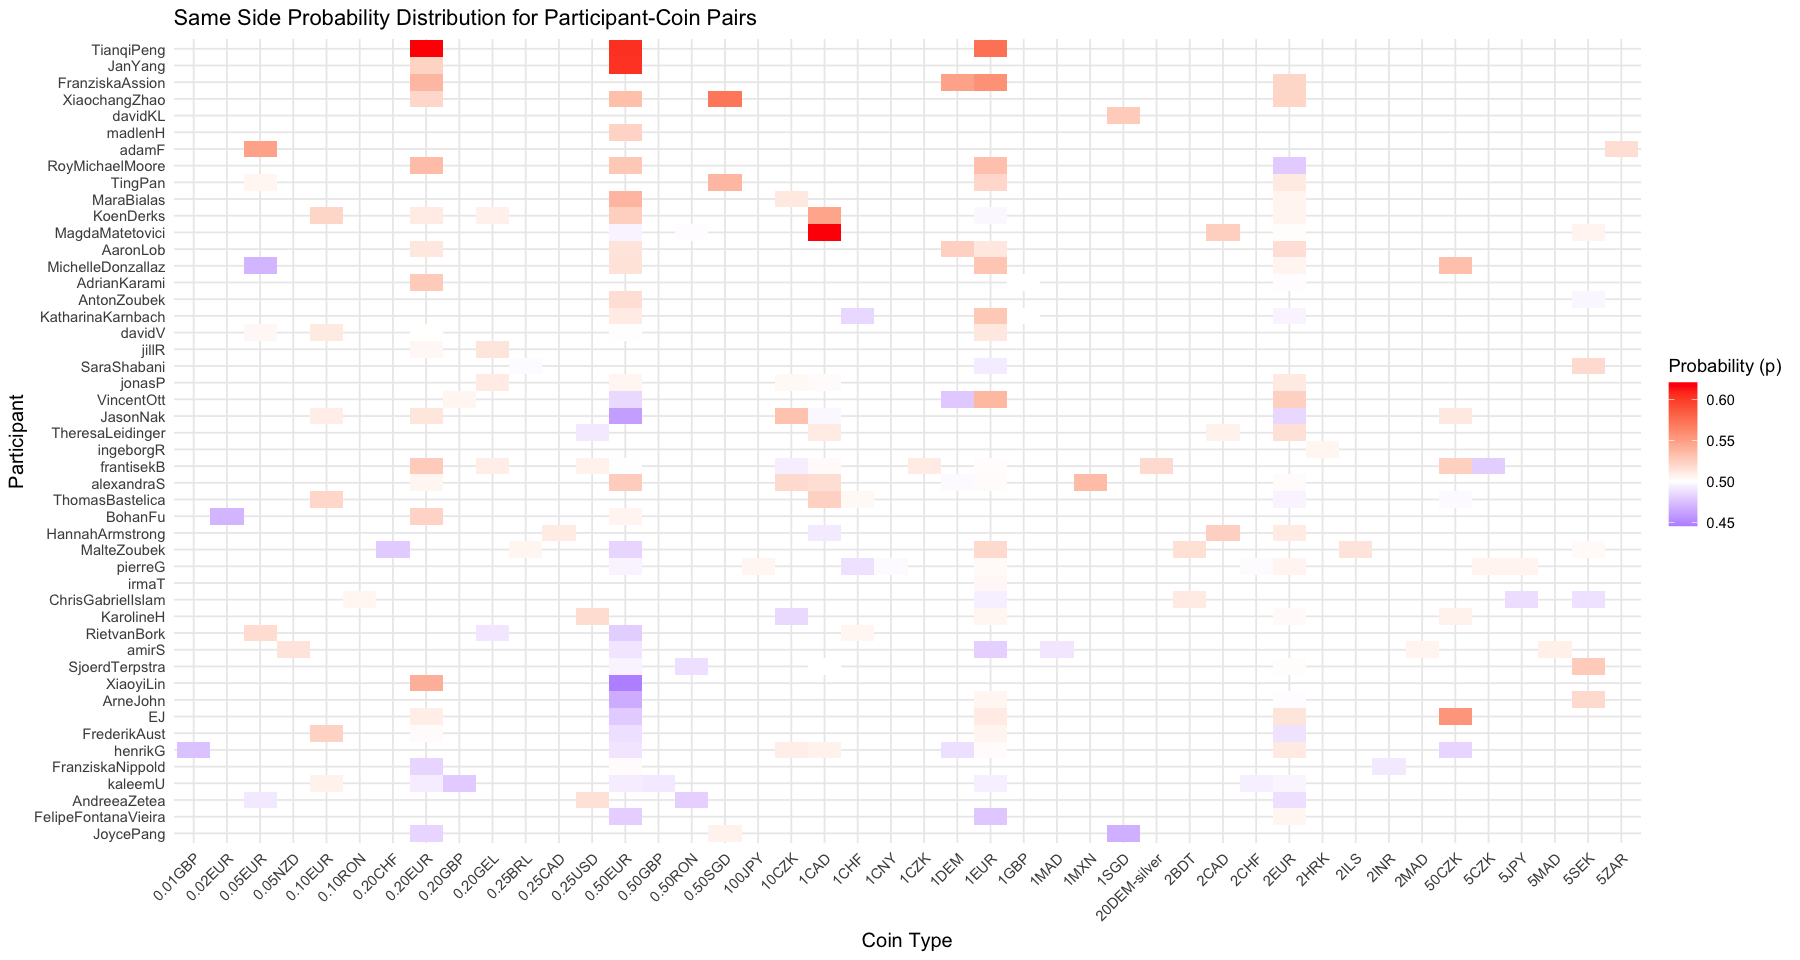 Same Side Probability Distribution for Participant-Coin Pairs
Participant
TianqiPeng
JanYang
FranziskaAssion
XiaochangZhao
davidKL
madlenH
adamF
RoyMichaelMoore
TingPan
MaraBialas
KoenDerks
MagdaMatetovici
AaronLob
MichelleDonzallaz
AdrianKarami
AntonZoubek
KatharinaKarnbach
davidV
jillR
SaraShabani
jonasP
VincentOtt
JasonNak
TheresaLeidinger
ingeborgR
frantisekB
alexandraS
ThomasBastelica
BohanFu
HannahArmstrong
MalteZoubek
pierreG
irmaT
ChrisGabrielIslam
KarolineH
RietvanBork
amirS
SjoerdTerpstra
XiaoyiLin
ArneJohn
EJ
FrederikAust
henrikG
FranziskaNippold
kaleemU
AndreeaZetea
FelipeFontanaVieira
JoycePang
0.01GBP
0.02EUR
0.05EUR
0.05NZD
0.10EUR
0.10RON
0.20CHF
0.20EUR
0.20GBP
0.20GEL
0.25BRL
0.25CAD
0.25USD
0.50EUR
0.50GBP
0.50RON
0.50SGD
100JPY
10CZK
1CAD
1CHF
1CNY
1CZK
1DEM
1EUR
1GBP
1MAD
1MXN
1SGD
20DEM-silver
2BDT
2CAD
2CHF
2EUR
2HRK
2ILS
2INR
2MAD
50CZK
5CZK
5JPY
5MAD
5SEK
5ZAR
Coin Type
Probability (p)
0.60
0.55
0.50
0.45